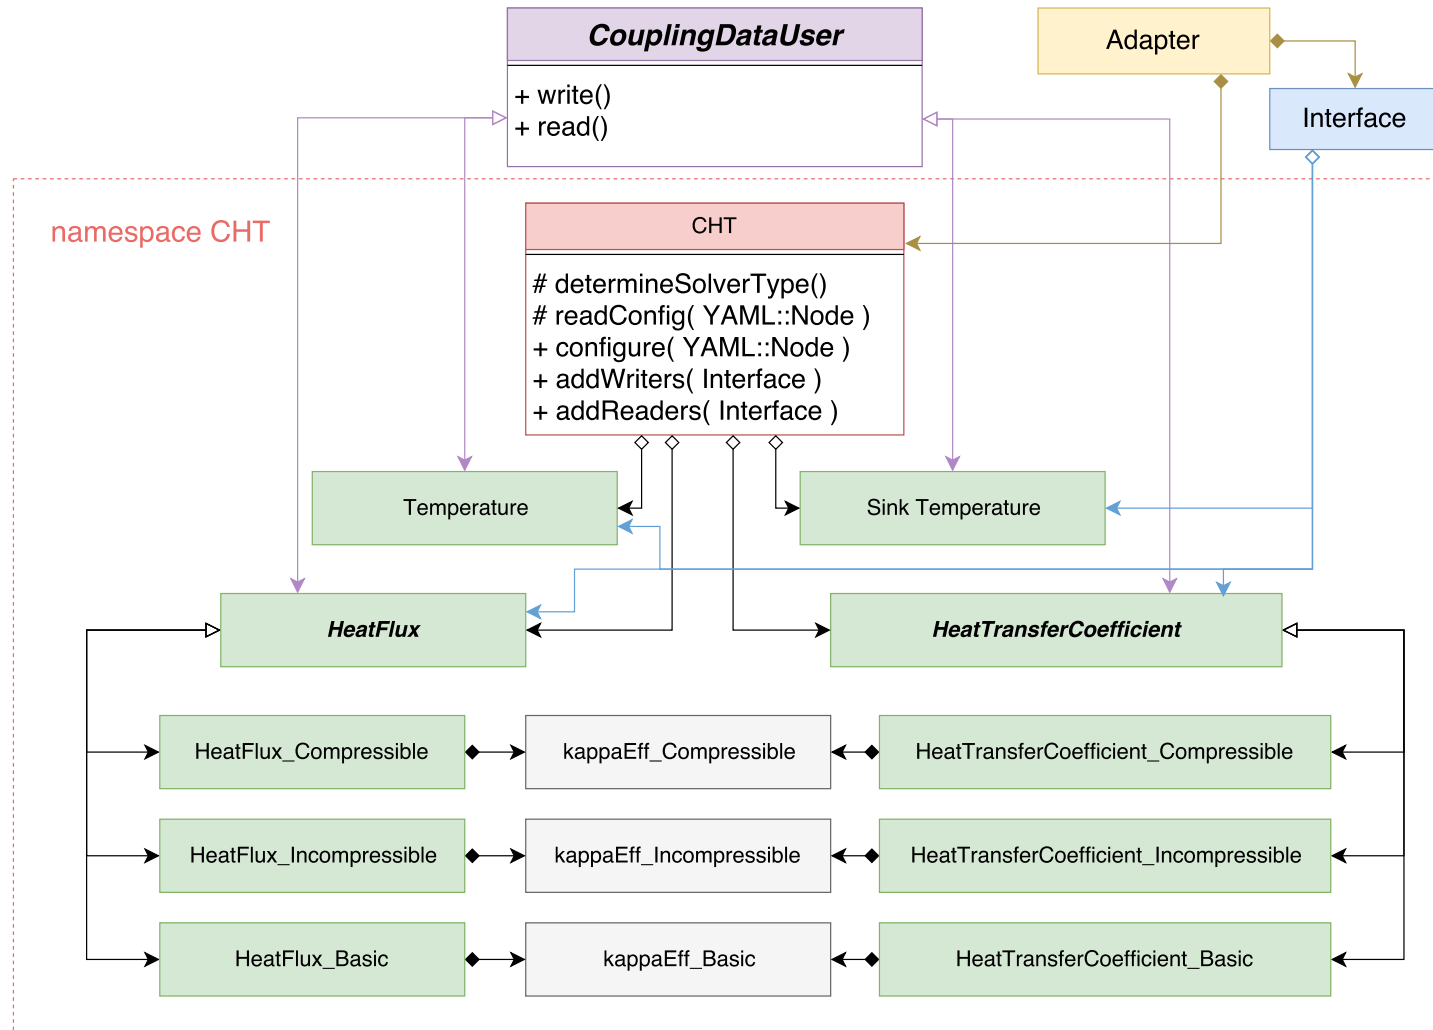 CouplingDataUser
+ write()
+ read()
Adapter
Interface
namespace CHT
CHT
# determineSolverType()
# readConfig( YAML::Node )
+ configure( YAML::Node )
+ addWriters( Interface )
+ addReaders( Interface )
Temperature
Sink Temperature
HeatFlux
HeatTransferCoefficient
HeatFlux_Compressible
kappaEff_Compressible
HeatTransferCoefficient_Compressible
HeatFlux_Incompressible
kappaEff_Incompressible
HeatTransferCoefficient_Incompressible
HeatFlux_Basic
kappaEff_Basic
HeatTransferCoefficient_Basic